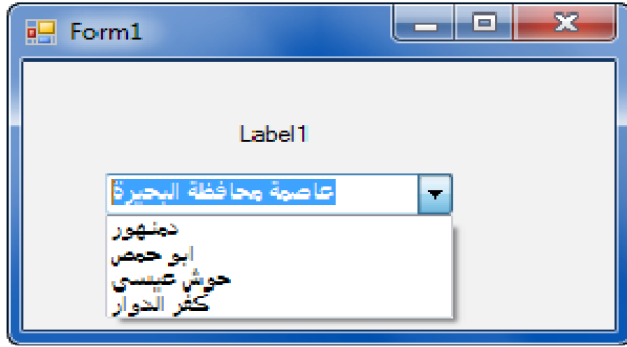 Form1
Label1
عاصمة محافظة البحيرة
دمنهور
ابو حمص
حوش عيسى
كفر الدوار